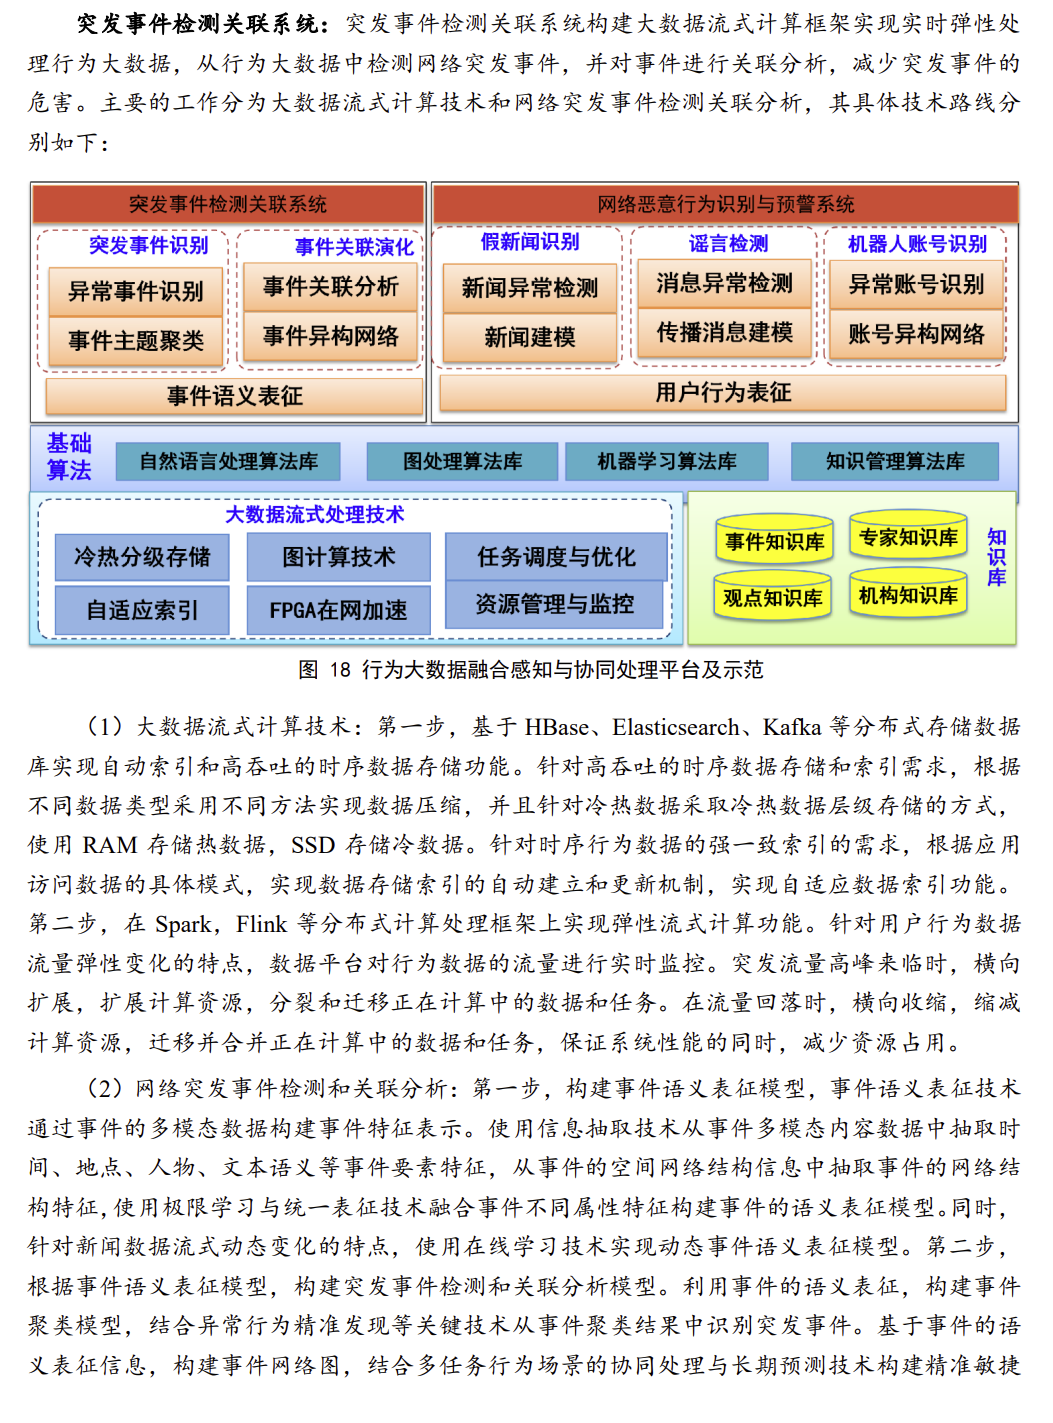 突发事件检测关联系统：突发事件检测关联系统构建大数据流式计算框架实现实时弹性处
理行为大数据，从行为大数据中检测网络突发事件，并对事件进行关联分析，减少突发事件的
危害。主要的工作分为大数据流式计算技术和网络突发事件检测关联分析，其具体技术路线分
别如下：
突发事件检测关联系统
突发事件识别
异常事件识别
事件主题聚类
事件关联演化
事件关联分析
事件异构网络
事件语义表征
网络恶意行为识别与预警系统
假新闻识别
新闻异常检测
新闻建模
谣言检测
消息异常检测
传播消息建模
机器人账号识别
异常账号识别
账号异构网络
用户行为表征
基础
算法
自然语言处理算法库
图处理算法库
机器学习算法库
知识管理算法库
大数据流式处理技术
冷热分级存储
图计算技术
任务调度与优化
自适应索引
FPGA在网加速
资源管理与监控
事件知识库
专家知识库
观点知识库
机构知识库
知
识
库
图 18 行为大数据融合感知与协同处理平台及示范
（1）大数据流式计算技术：第一步，基于 HBase、Elasticsearch、Kafka 等分布式存储数据
库实现自动索引和高吞吐的时序数据存储功能。针对高吞吐的时序数据存储和索引需求，根据
不同数据类型采用不同方法实现数据压缩，并且针对冷热数据采取冷热数据层级存储的方式，
使用 RAM 存储热数据，SSD 存储冷数据。针对时序行为数据的强一致索引的需求，根据应用
访问数据的具体模式，实现数据存储索引的自动建立和更新机制，实现自适应数据索引功能。
第二步，在 Spark，Flink 等分布式计算处理框架上实现弹性流式计算功能。针对用户行为数据
流量弹性变化的特点，数据平台对行为数据的流量进行实时监控。突发流量高峰来临时，横向
扩展，扩展计算资源，分裂和迁移正在计算中的数据和任务。在流量回落时，横向收缩，缩减
计算资源，迁移并合并正在计算中的数据和任务，保证系统性能的同时，减少资源占用。
（2）网络突发事件检测和关联分析：第一步，构建事件语义表征模型，事件语义表征技术
通过事件的多模态数据构建事件特征表示。使用信息抽取技术从事件多模态内容数据中抽取时
间、地点、人物、文本语义等事件要素特征，从事件的空间网络结构信息中抽取事件的网络结
构特征，使用极限学习与统一表征技术融合事件不同属性特征构建事件的语义表征模型。同时，
针对新闻数据流式动态变化的特点，使用在线学习技术实现动态事件语义表征模型。第二步，
根据事件语义表征模型，构建突发事件检测和关联分析模型。利用事件的语义表征，构建事件
聚类模型，结合异常行为精准发现等关键技术从事件聚类结果中识别突发事件。基于事件的语
义表征信息，构建事件网络图，结合多任务行为场景的协同处理与长期预测技术构建精准敏捷